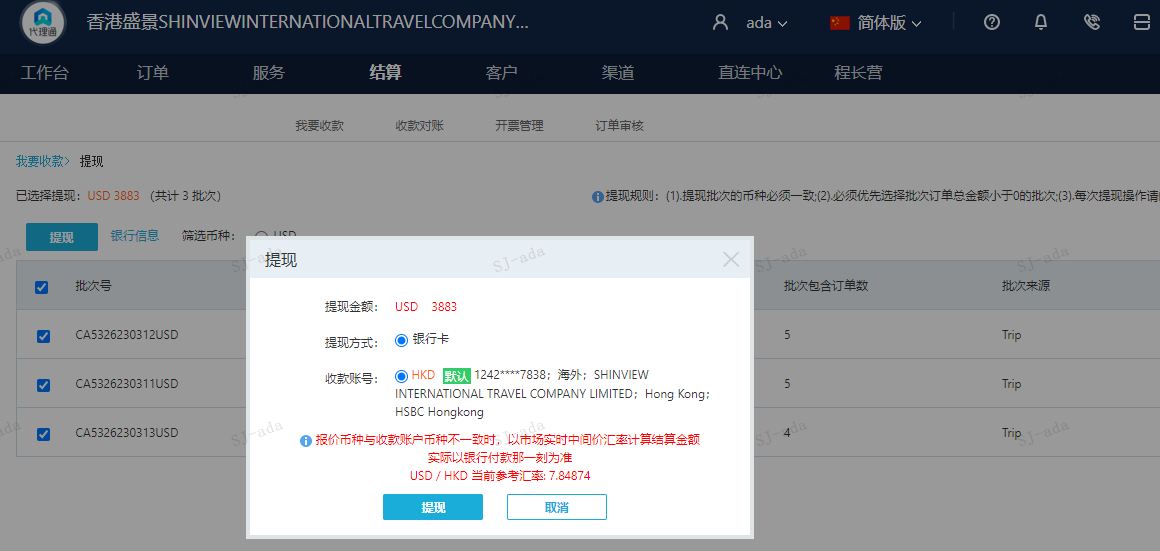 代理通
香港盛景SHINVIEWINTERNATIONALTRAVELCOMPANY...
ada
简体版
工作台 订单 服务 结算 客户 渠道 直连中心 程长营
我要收款 收款对账 开票管理 订单审核
我要收款> 提现
已选择提现：USD 3883 （共计 3 批次）
提现规则：(1).提现批次的币种必须一致;(2).必须优先选择批次订单总金额小于0的批次;(3).每次提现操作请
提现 银行信息 筛选币种： USD
批次号 批次包含订单数 批次来源
CA5326230312USD 5 Trip
CA5326230311USD 5 Trip
CA5326230313USD 4 Trip
提现
提现金额： USD 3883
提现方式： 银行卡
收款账号： HKD 默认 1242****7838；海外；SHINVIEW
INTERNATIONAL TRAVEL COMPANY LIMITED；Hong Kong；
HSBC Hongkong
报价币种与收款账户币种不一致时，以市场实时中间价汇率计算结算金额
实际以银行付款那一刻为准
USD / HKD 当前参考汇率: 7.84874
提现 取消
SJ-ada
SJ-ada
SJ-ada
SJ-ada
SJ-ada
SJ-ada
SJ-ada